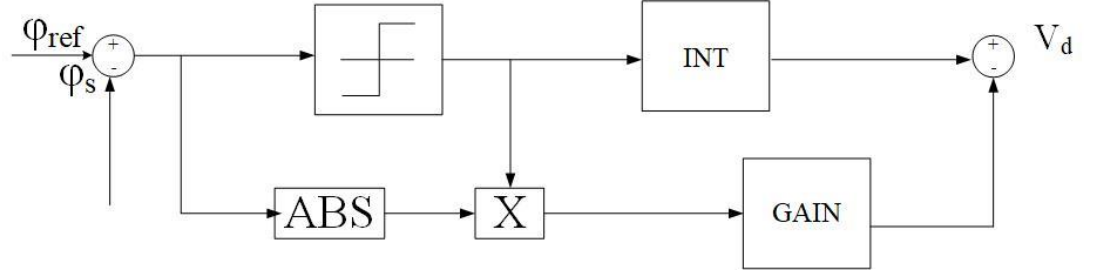 φref
+
-
φs
INT
+
-
Vd
ABS
X
GAIN